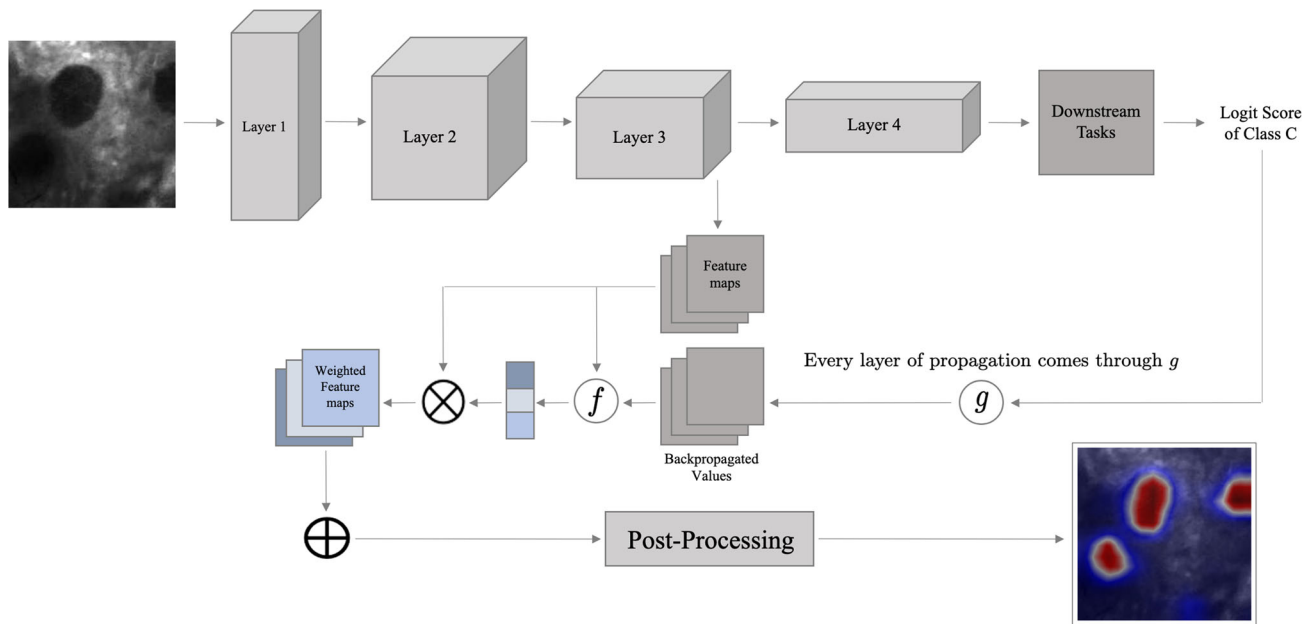 Layer 1
Layer 2
Layer 3
Layer 4
Downstream
Tasks
Logit Score
of Class C
Feature
maps
Every layer of propagation comes through g
Weighted
Feature
maps
f
g
Backpropagated
Values
Post-Processing